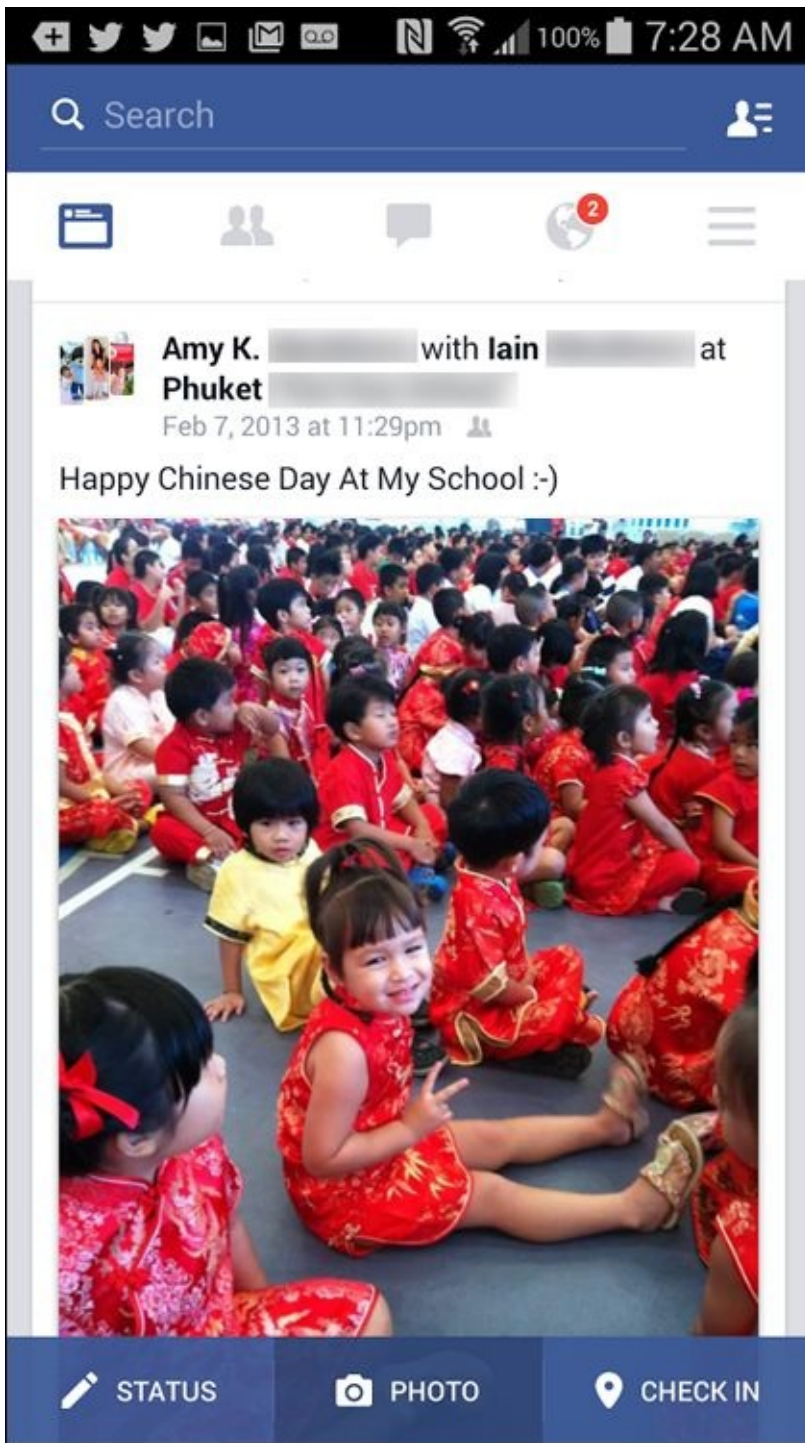 100% 7:28 AM
Search
2
Amy K. with Iain at
Phuket
Feb 7, 2013 at 11:29pm
Happy Chinese Day At My School :-)
STATUS PHOTO CHECK IN